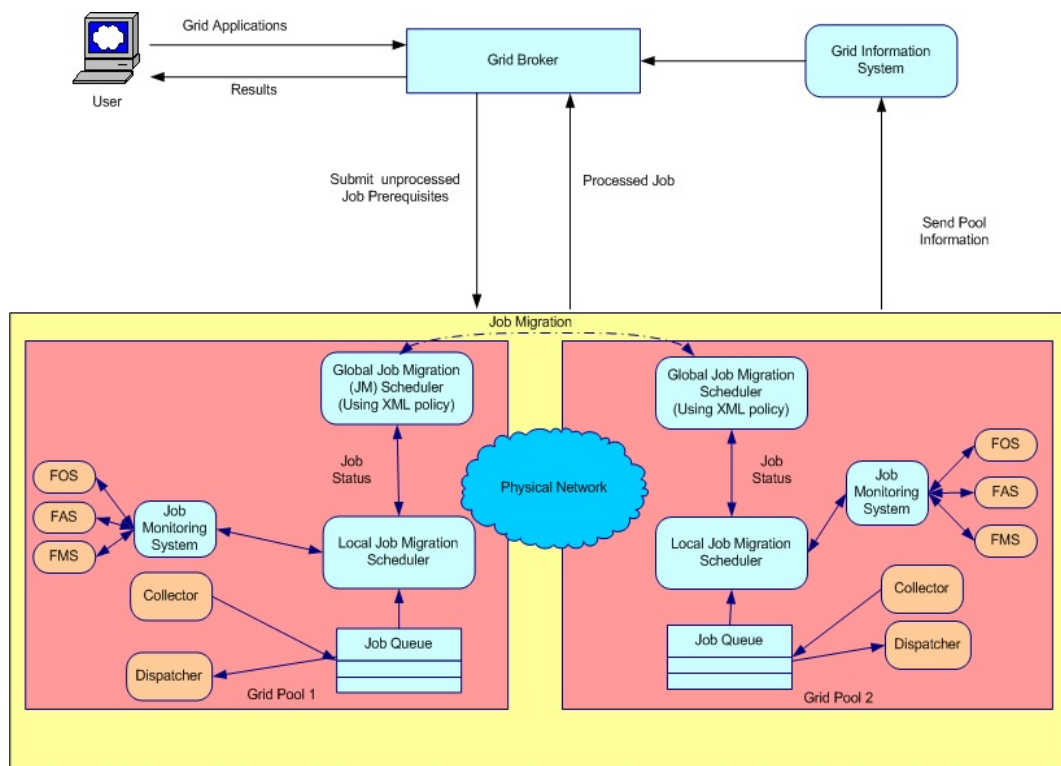 Grid Applications
Results
User
Grid Broker
Grid Information
System
Submit unprocessed
Job Prerequisites
Processed Job
Send Pool
Information
Job Migration
Global Job Migration
(JM) Scheduler
(Using XML policy)
Job
Status
FOS
FAS
FMS
Job
Monitoring
System
Local Job Migration
Scheduler
Collector
Dispatcher
Job Queue
Grid Pool 1
Physical Network
Global Job Migration
Scheduler
(Using XML policy)
Job
Status
Job
Monitoring
System
FOS
FAS
FMS
Local Job Migration
Scheduler
Collector
Dispatcher
Job Queue
Grid Pool 2